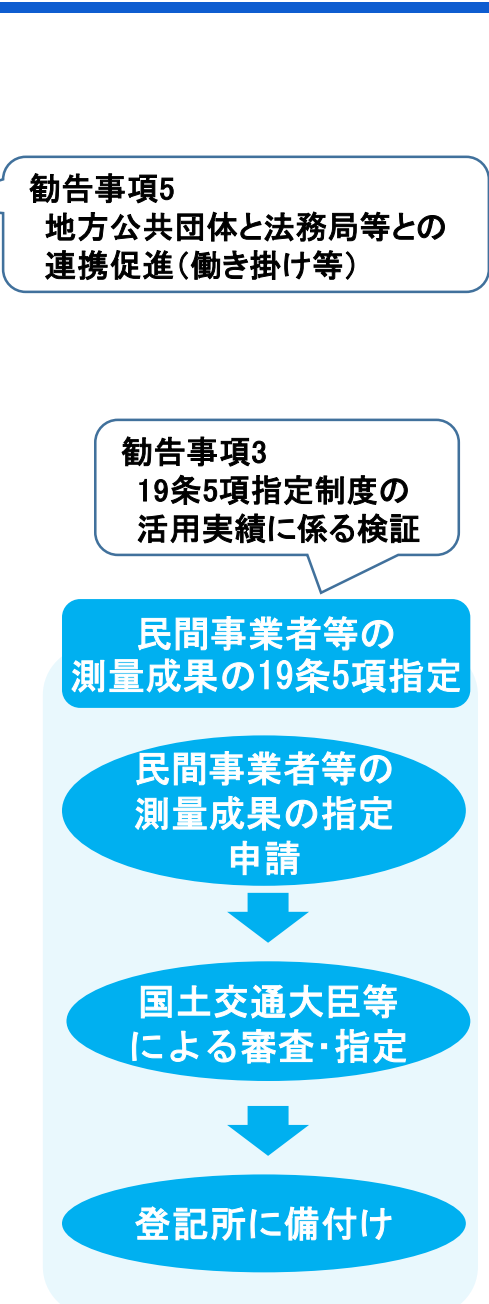 勧告事項5
地方公共団体と法務局等との
連携促進(働き掛け等)
勧告事項3
19条5項指定制度の
活用実績に係る検証
民間事業者等の
測量成果の19条5項指定
民間事業者等の
測量成果の指定
申請
国土交通大臣等
による審査・指定
登記所に備付け